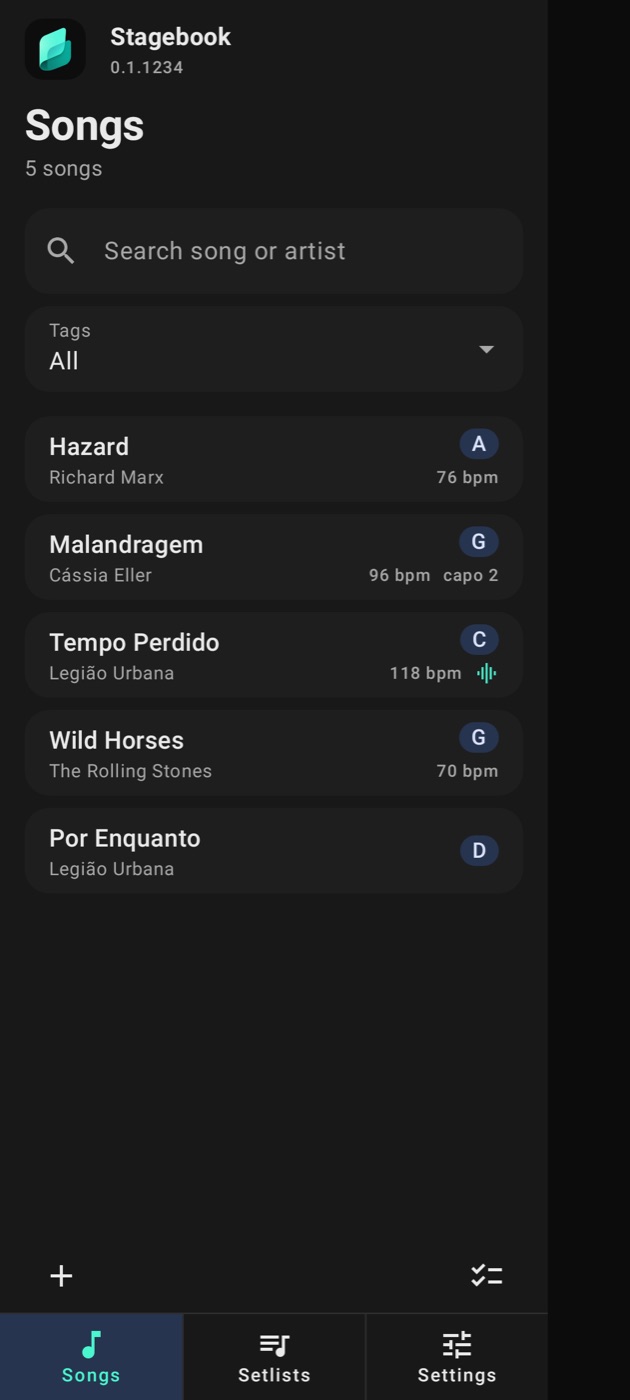 Stagebook
0.1.1234
Songs
5 songs
Search song or artist
Tags
All
Hazard
A
Richard Marx
76 bpm
Malandragem
G
Cássia Eller
96 bpm capo 2
Tempo Perdido
C
Legião Urbana
118 bpm
Wild Horses
G
The Rolling Stones
70 bpm
Por Enquanto
D
Legião Urbana
Songs
Setlists
Settings